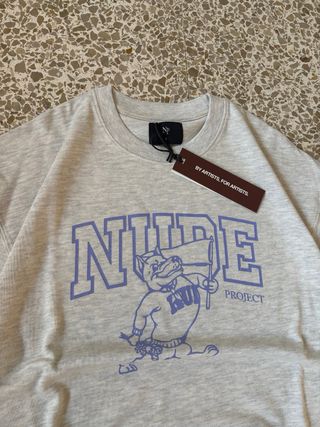 BY ARTISTS, FOR ARTISTS.
NUDE
PROJECT